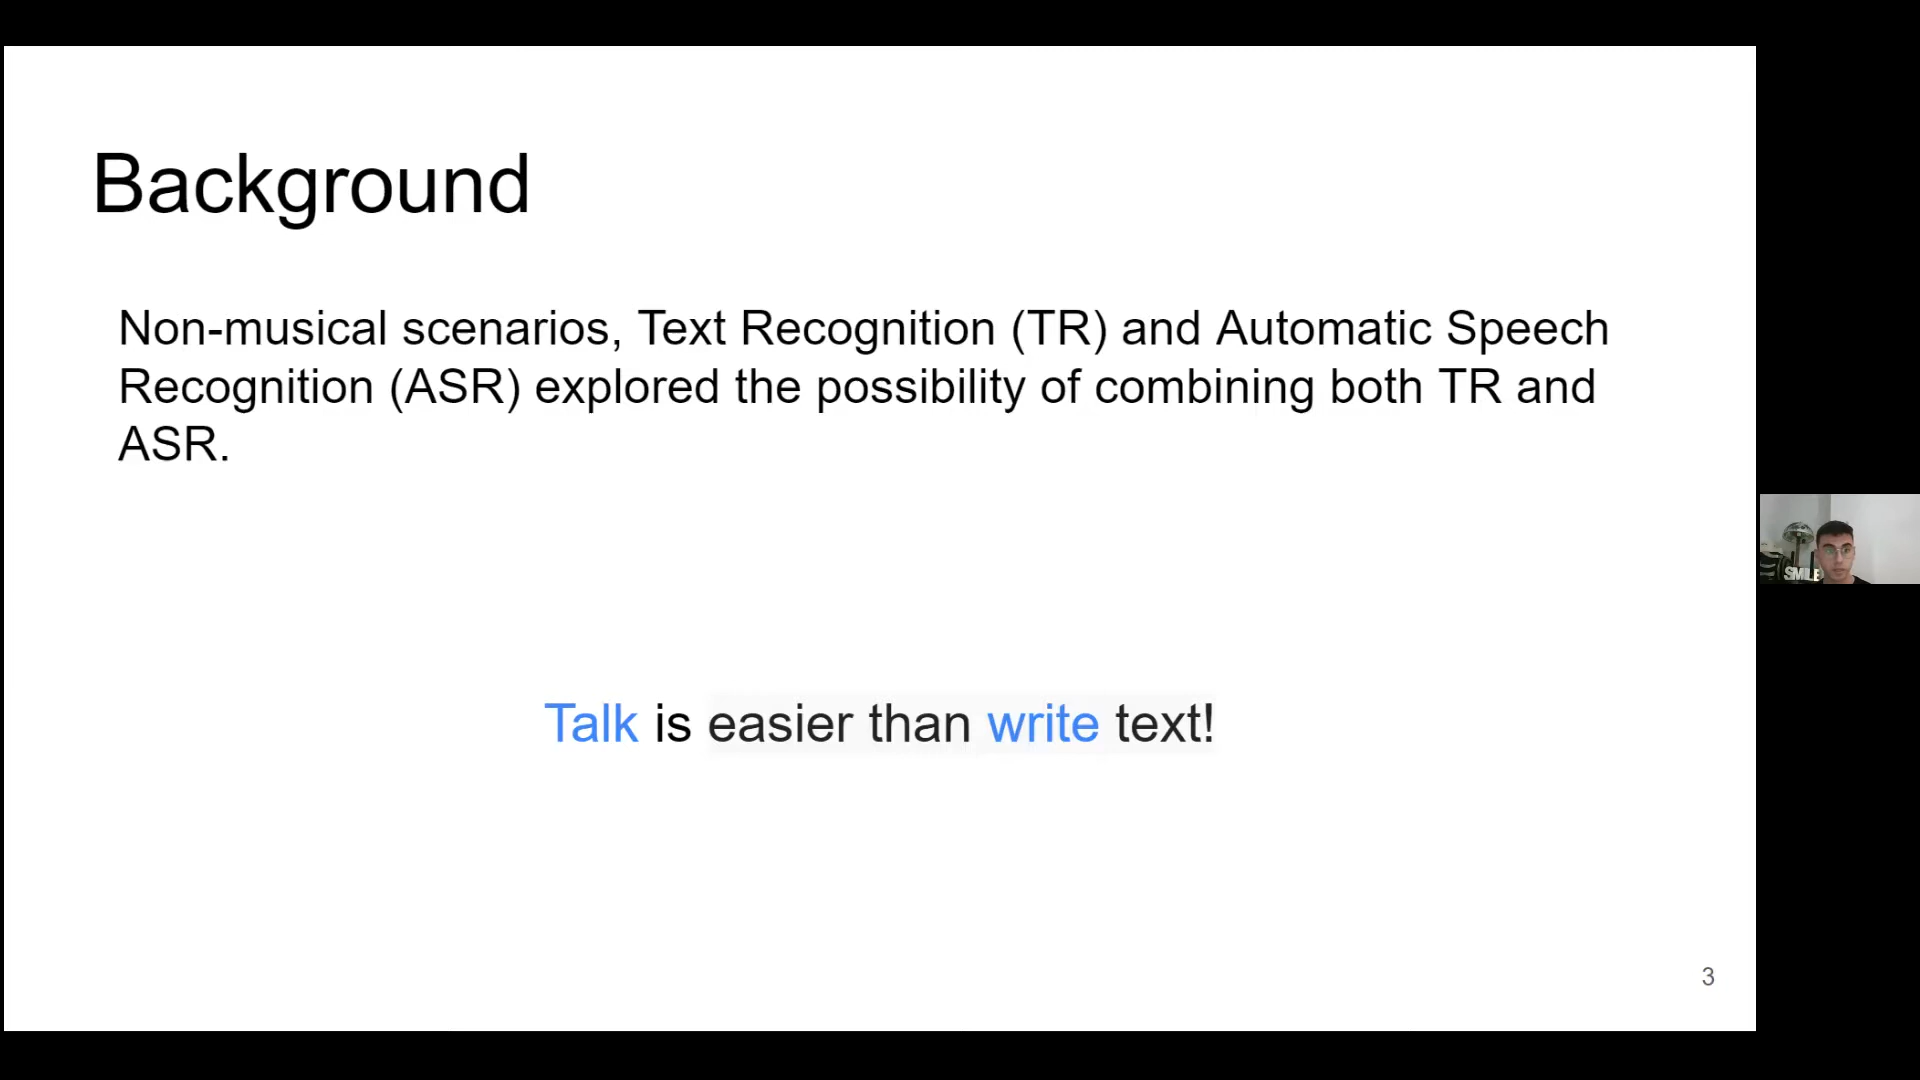 Background
Non-musical scenarios, Text Recognition (TR) and Automatic Speech
Recognition (ASR) explored the possibility of combining both TR and
ASR.
SMILE
Talk is easier than write text!
3